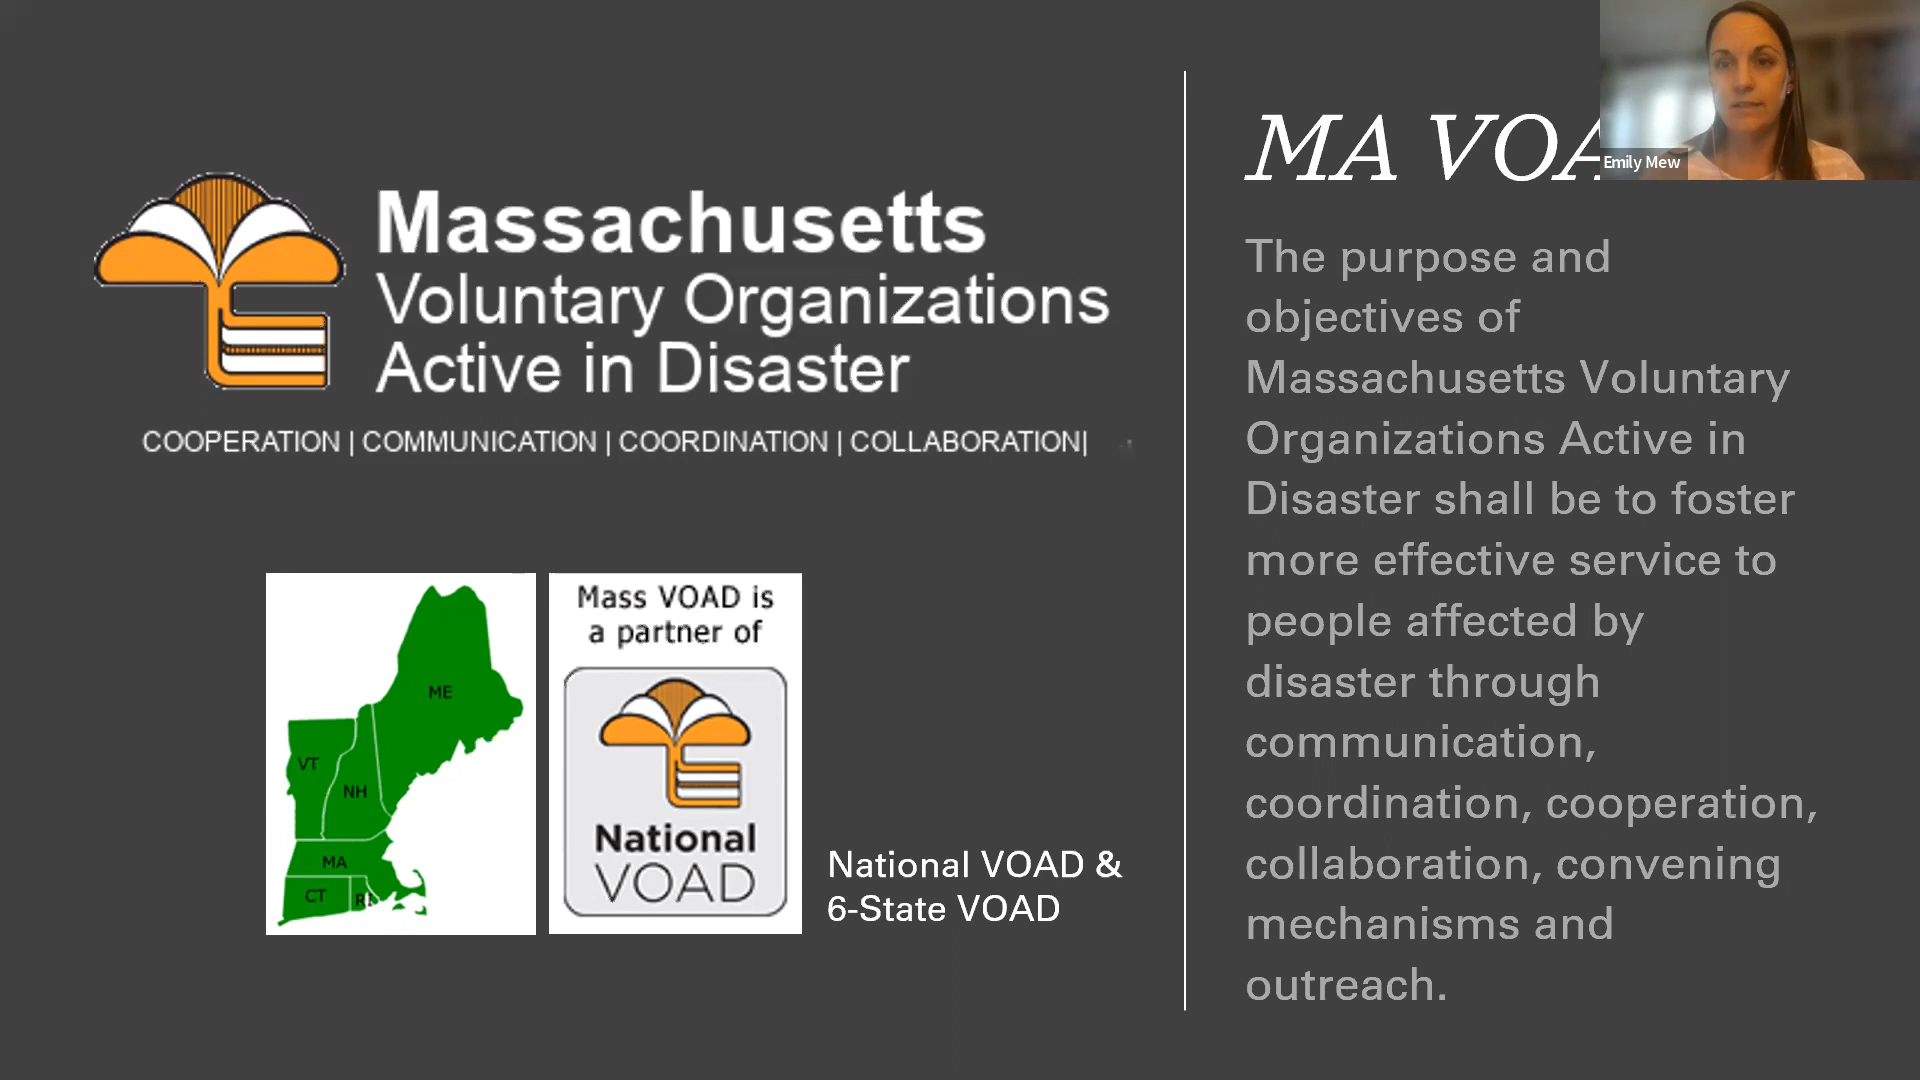 Massachusetts
Voluntary Organizations
Active in Disaster
COOPERATION | COMMUNICATION | COORDINATION | COLLABORATION|
ME
VT
NH
MA
CT
RI
Mass VOAD is
a partner of
National
VOAD
National VOAD &
6-State VOAD
MA VOA
Emily Mew
The purpose and
objectives of
Massachusetts Voluntary
Organizations Active in
Disaster shall be to foster
more effective service to
people affected by
disaster through
communication,
coordination, cooperation,
collaboration, convening
mechanisms and
outreach.